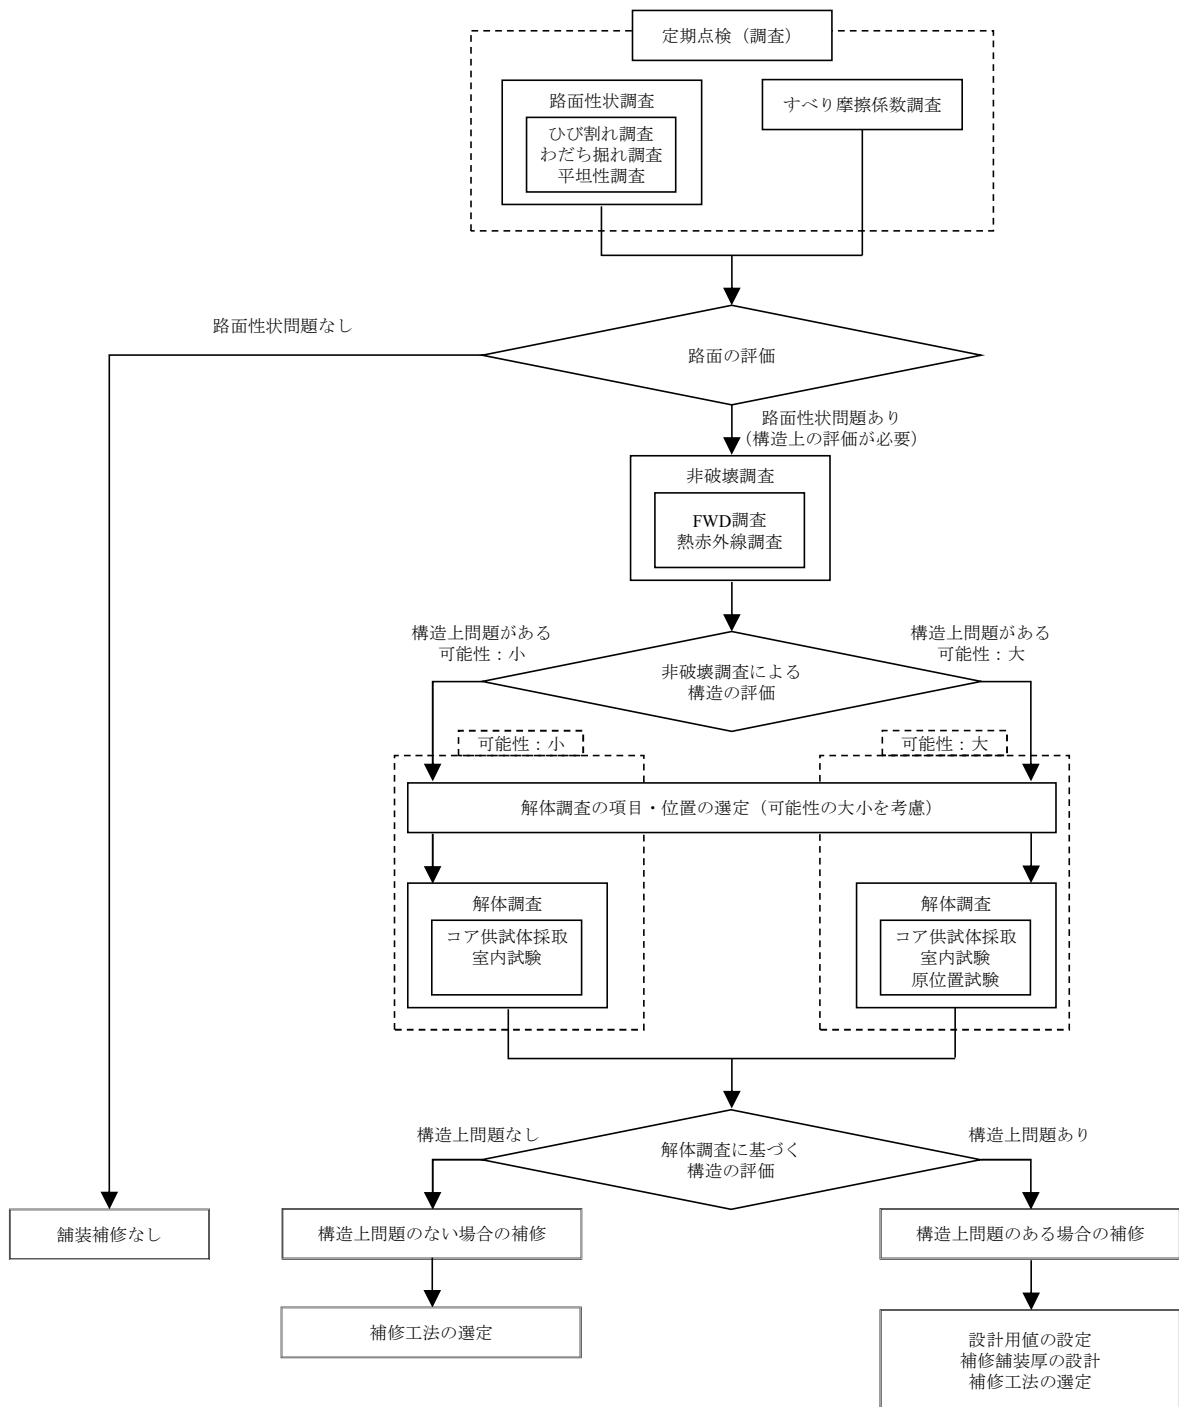 定期点検（調査）
路面性状調査
ひび割れ調査
わだち掘れ調査
平坦性調査
すべり摩擦係数調査
路面性状問題なし
路面の評価
路面性状問題あり
（構造上の評価が必要）
非破壊調査
FWD調査
熱赤外線調査
構造上問題がある
可能性：小
構造上問題がある
可能性：大
非破壊調査による
構造の評価
可能性：小
可能性：大
解体調査の項目・位置の選定（可能性の大小を考慮）
解体調査
コア供試体採取
室内試験
解体調査
コア供試体採取
室内試験
原位置試験
構造上問題なし
構造上問題あり
解体調査に基づく
構造の評価
舗装補修なし
構造上問題のない場合の補修
構造上問題のある場合の補修
補修工法の選定
設計用値の設定
補修舗装厚の設計
補修工法の選定